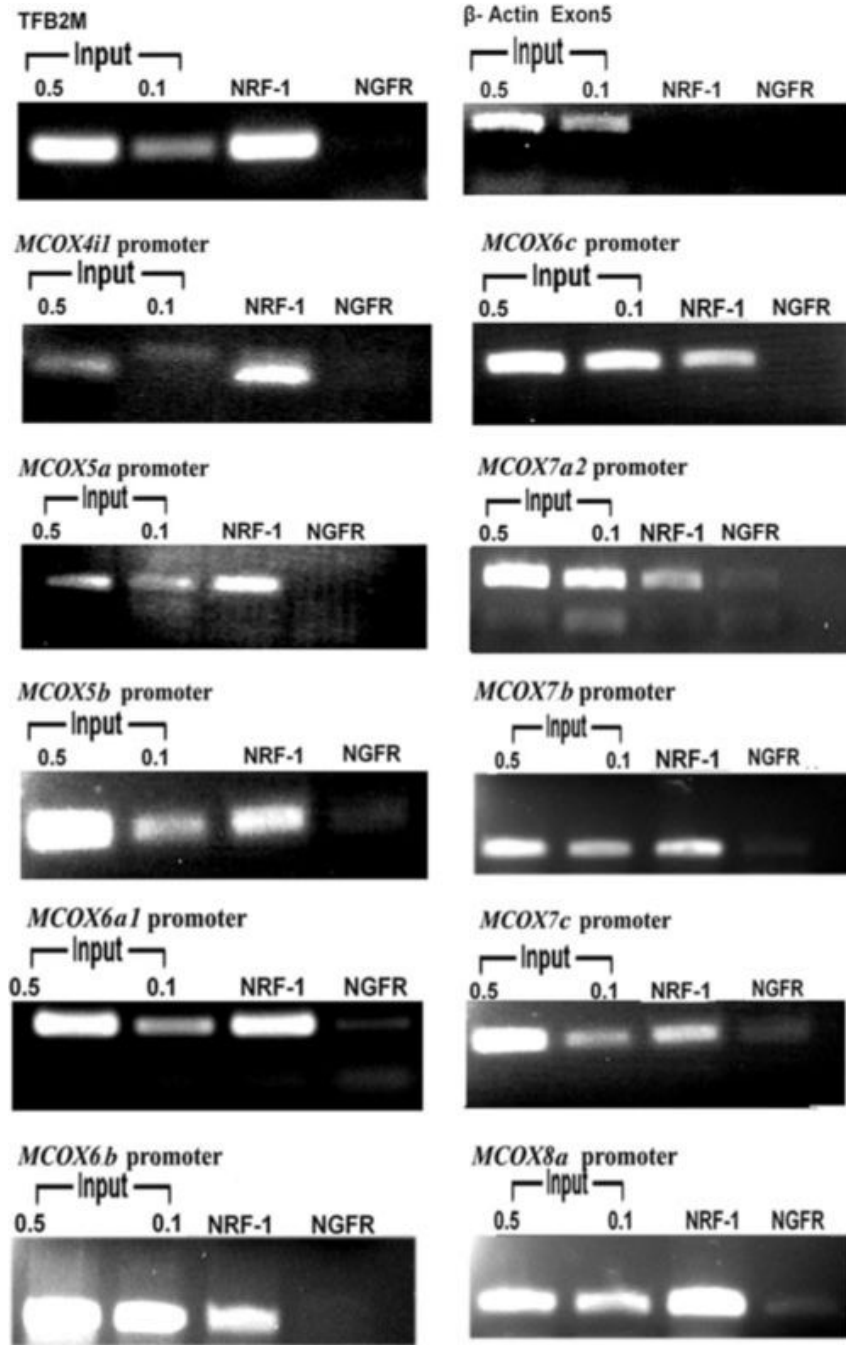 TFB2M
Input
0.5 0.1 NRF-1 NGFR
MCOX4i1 promoter
Input
0.5 0.1 NRF-1 NGFR
MCOX5a promoter
Input
0.5 0.1 NRF-1 NGFR
MCOX5b promoter
Input
0.5 0.1 NRF-1 NGFR
MCOX6a1 promoter
Input
0.5 0.1 NRF-1 NGFR
MCOX6b promoter
Input
0.5 0.1 NRF-1 NGFR
β- Actin Exon5
Input
0.5 0.1 NRF-1 NGFR
MCOX6c promoter
Input
0.5 0.1 NRF-1 NGFR
MCOX7a2 promoter
Input
0.5 0.1 NRF-1 NGFR
MCOX7b promoter
Input
0.5 0.1 NRF-1 NGFR
MCOX7c promoter
Input
0.5 0.1 NRF-1 NGFR
MCOX8a promoter
Input
0.5 0.1 NRF-1 NGFR